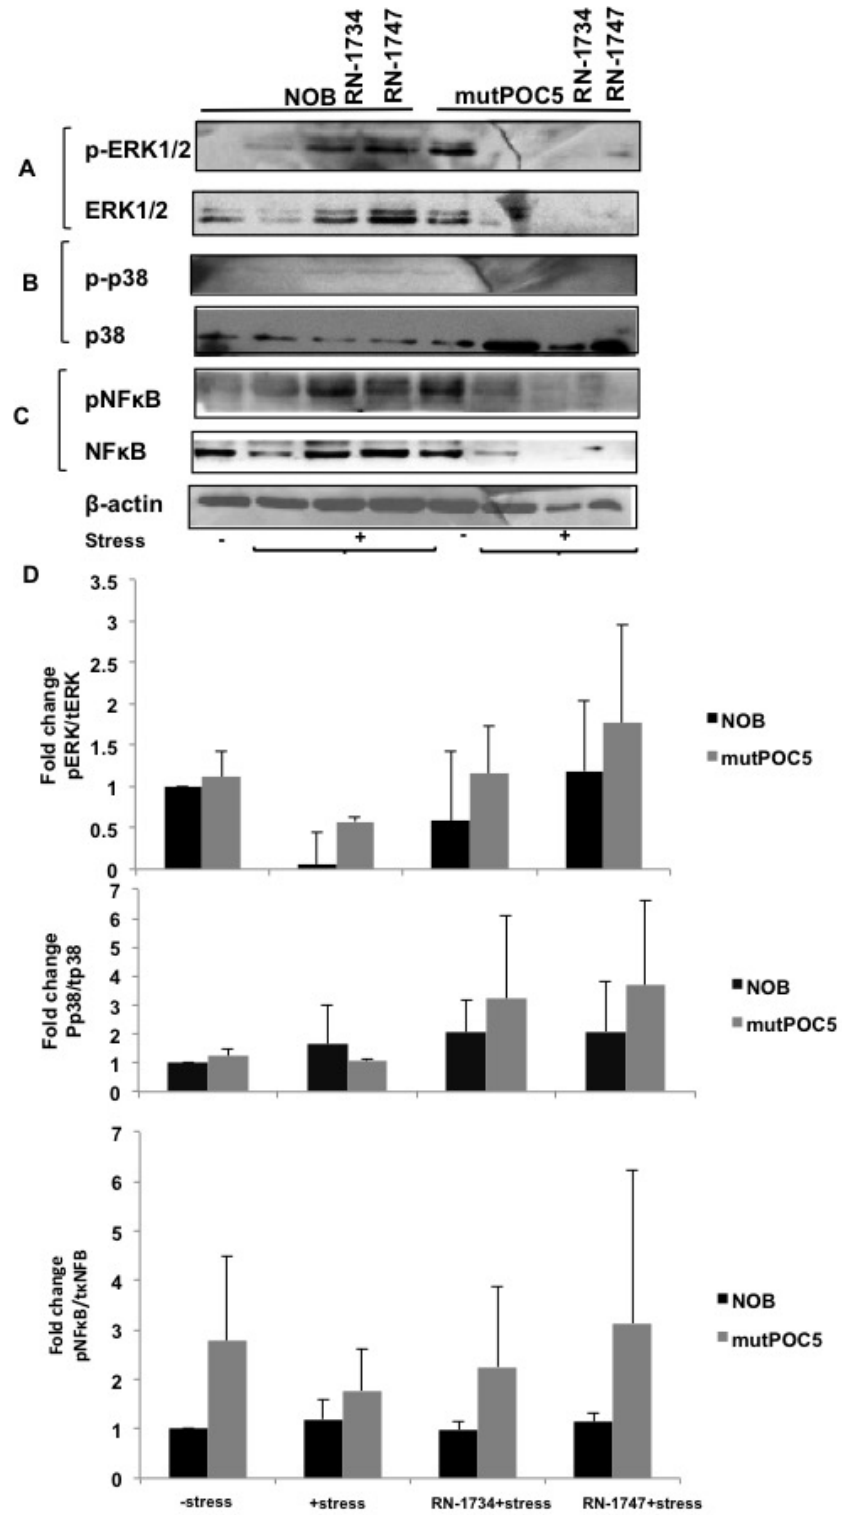 NOB RN-1734 RN-1747 mutPOC5 RN-1734 RN-1747
A
p-ERK1/2
ERK1/2
B
p-p38
p38
C
pNFκB
NFκB
β-actin
Stress - + - +
D
Fold change
pERK/tERK
3.5
3
2.5
2
1.5
1
0.5
0
NOB
mutPOC5
Fold change
Pp38/tp38
7
6
5
4
3
2
1
0
NOB
mutPOC5
Fold change
pNFκB/tκNFB
7
6
5
4
3
2
1
0
NOB
mutPOC5
-stress +stress RN-1734+stress RN-1747+stress